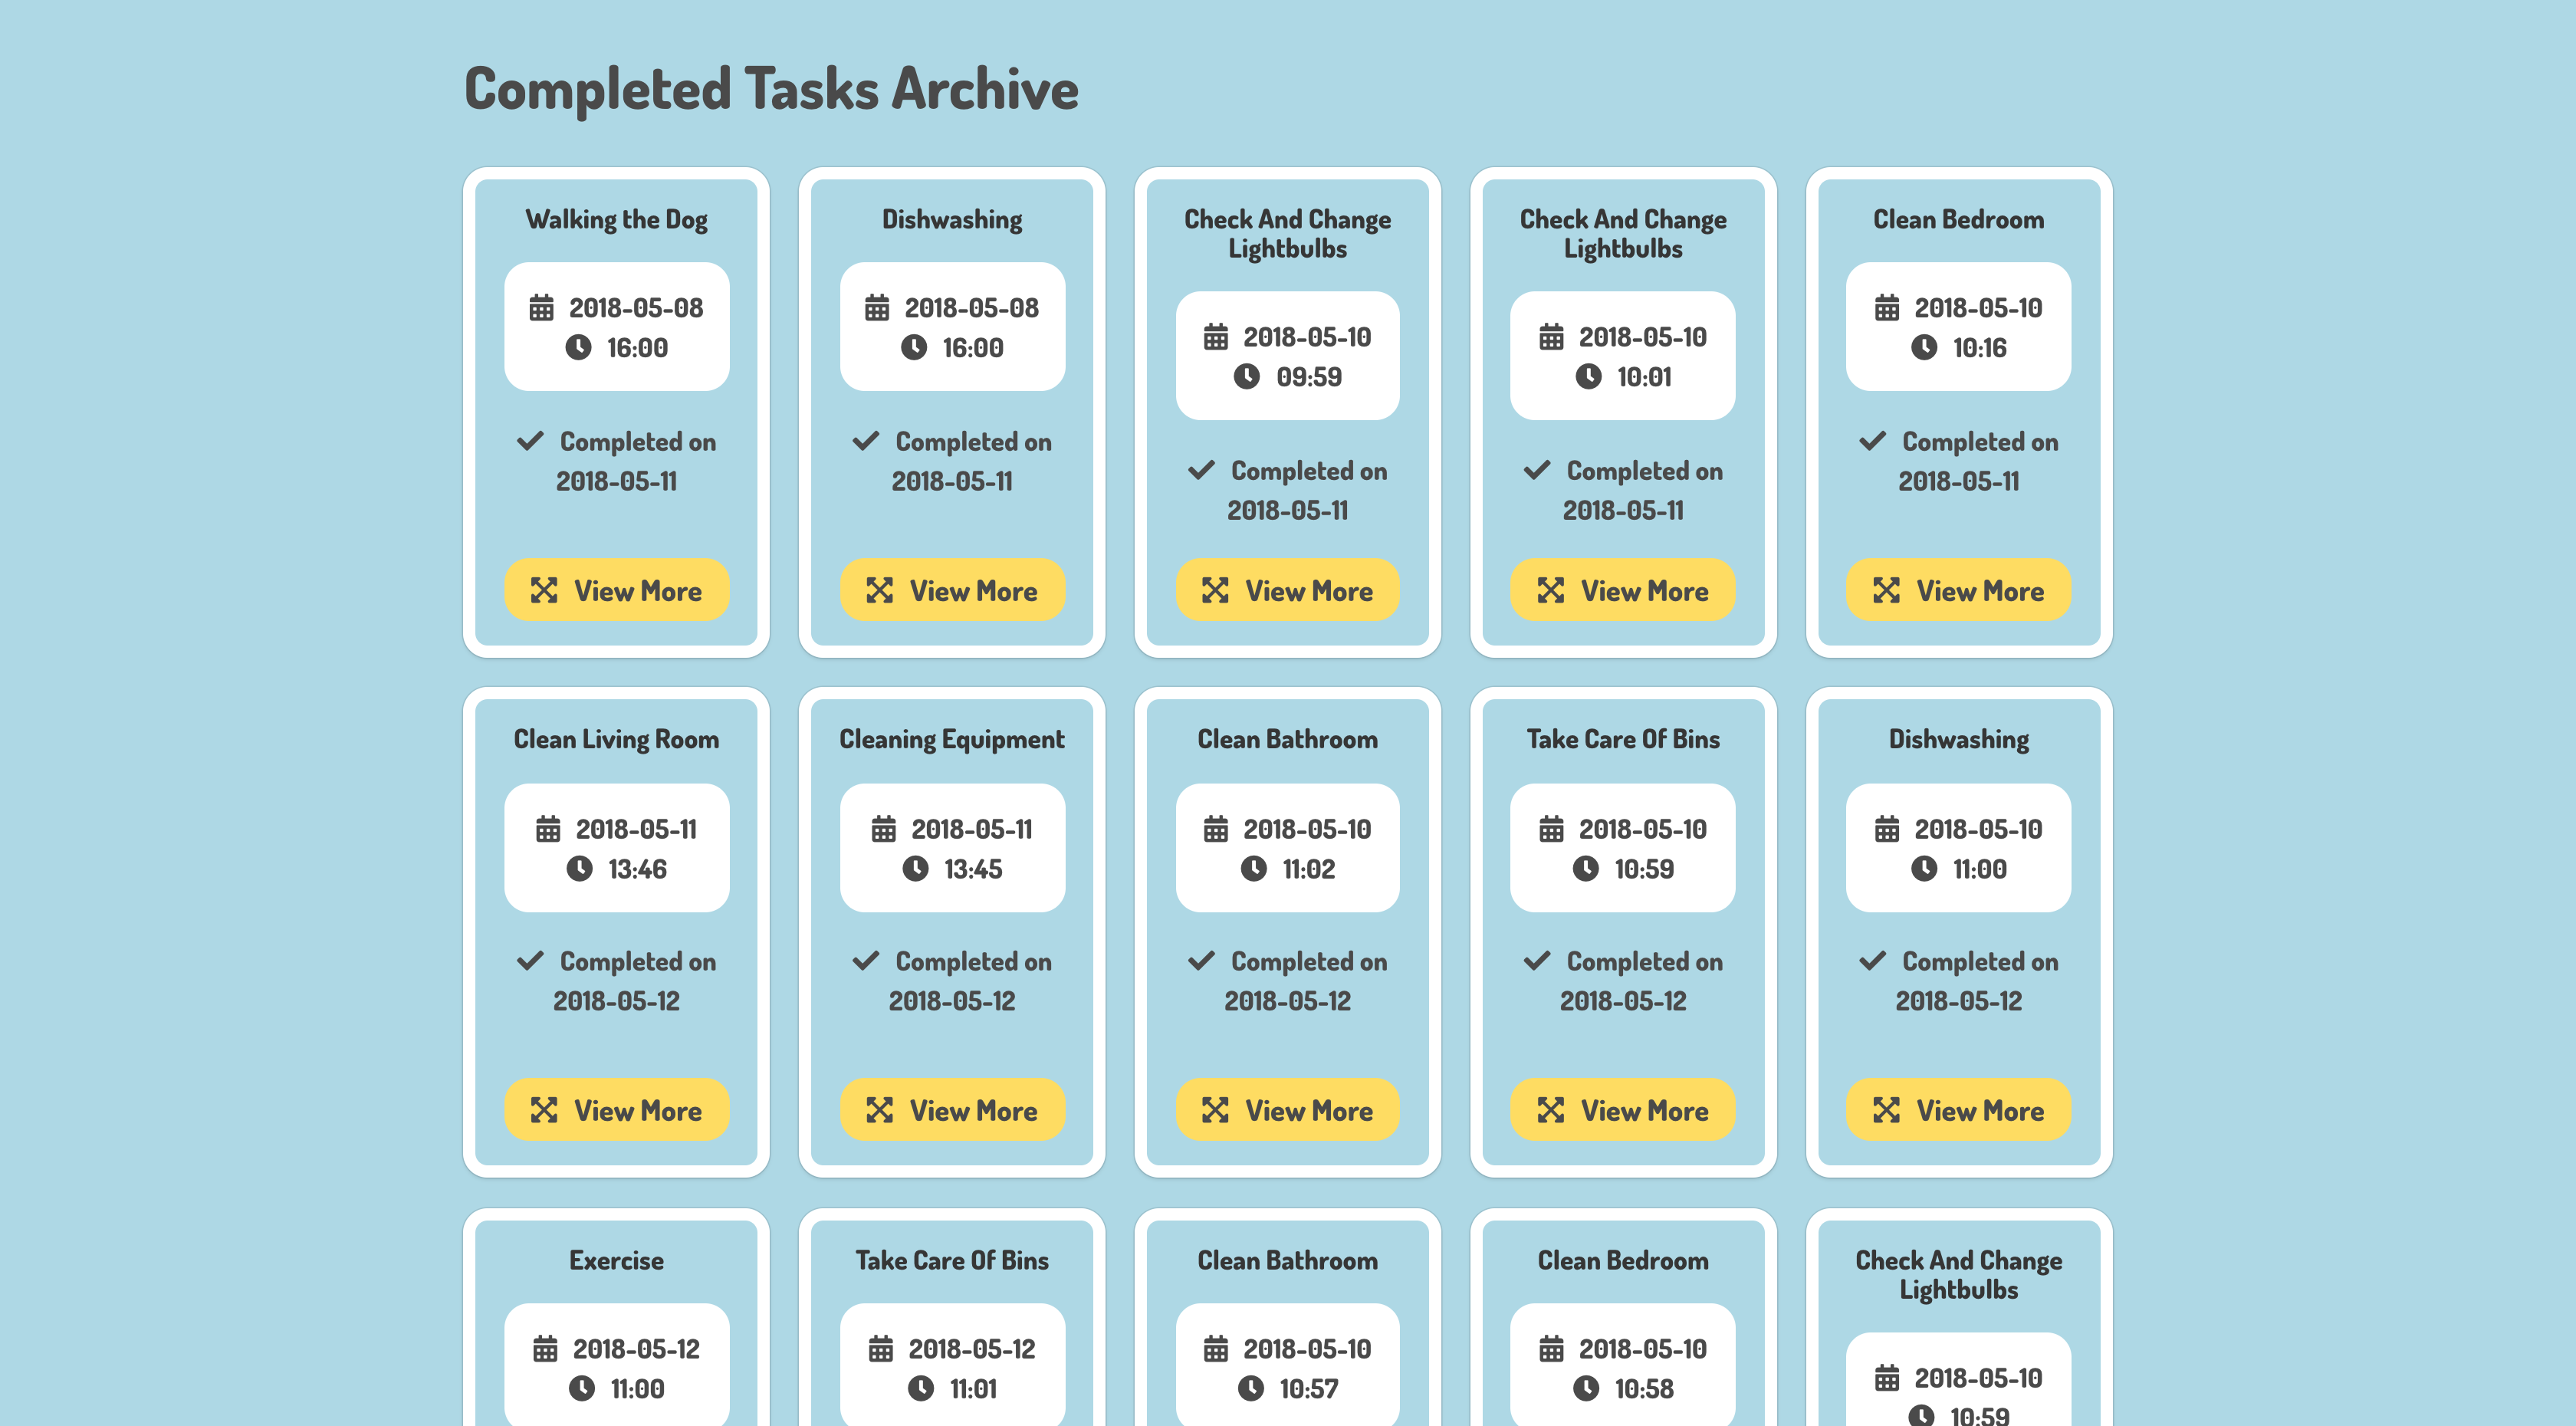 Completed Tasks Archive
Walking the Dog
2018-05-08
16:00
Completed on
2018-05-11
View More
Dishwashing
2018-05-08
16:00
Completed on
2018-05-11
View More
Check And Change
Lightbulbs
2018-05-10
09:59
Completed on
2018-05-11
View More
Check And Change
Lightbulbs
2018-05-10
10:01
Completed on
2018-05-11
View More
Clean Bedroom
2018-05-10
10:16
Completed on
2018-05-11
View More
Clean Living Room
2018-05-11
13:46
Completed on
2018-05-12
View More
Cleaning Equipment
2018-05-11
13:45
Completed on
2018-05-12
View More
Clean Bathroom
2018-05-10
11:02
Completed on
2018-05-12
View More
Take Care Of Bins
2018-05-10
10:59
Completed on
2018-05-12
View More
Dishwashing
2018-05-10
11:00
Completed on
2018-05-12
View More
Exercise
2018-05-12
11:00
Take Care Of Bins
2018-05-12
11:01
Clean Bathroom
2018-05-10
10:57
Clean Bedroom
2018-05-10
10:58
Check And Change
Lightbulbs
2018-05-10
10:59